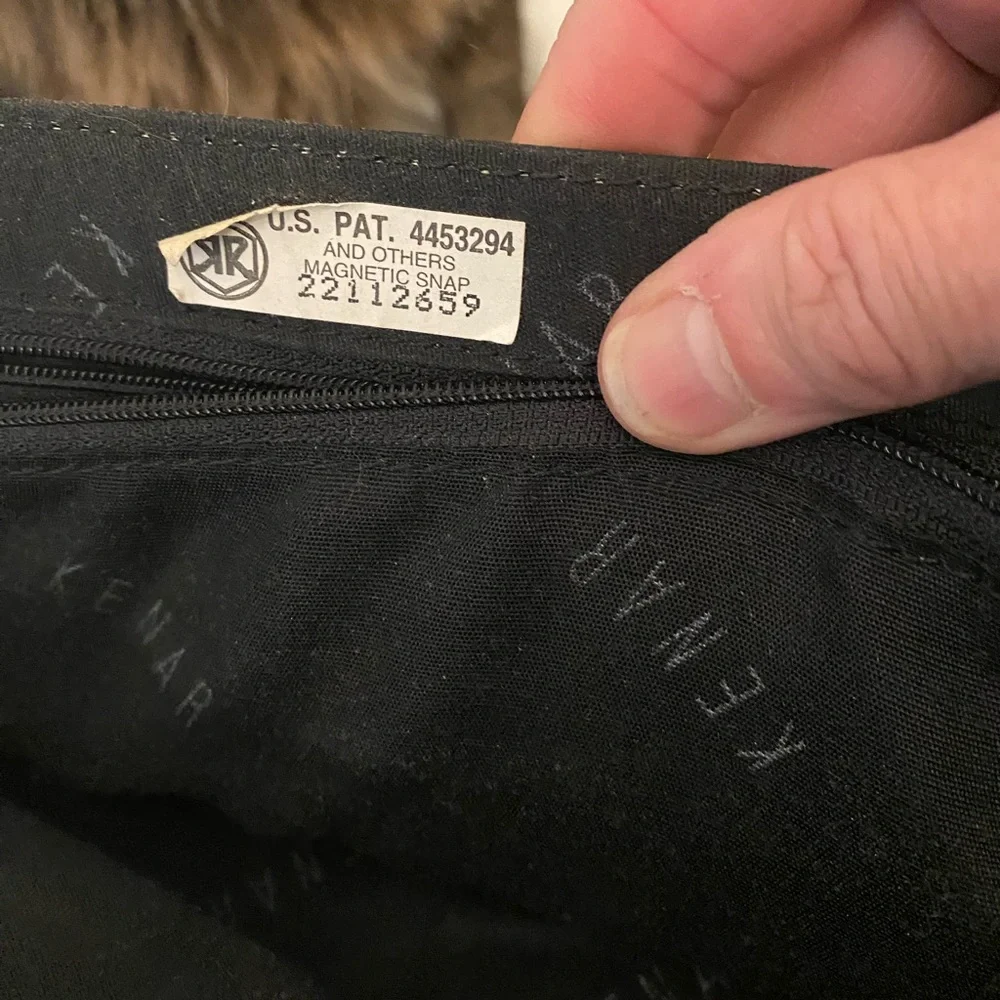 U.S. PAT. 4453294
AND OTHERS
MAGNETIC SNAP
22112659
KENAR
KENAR